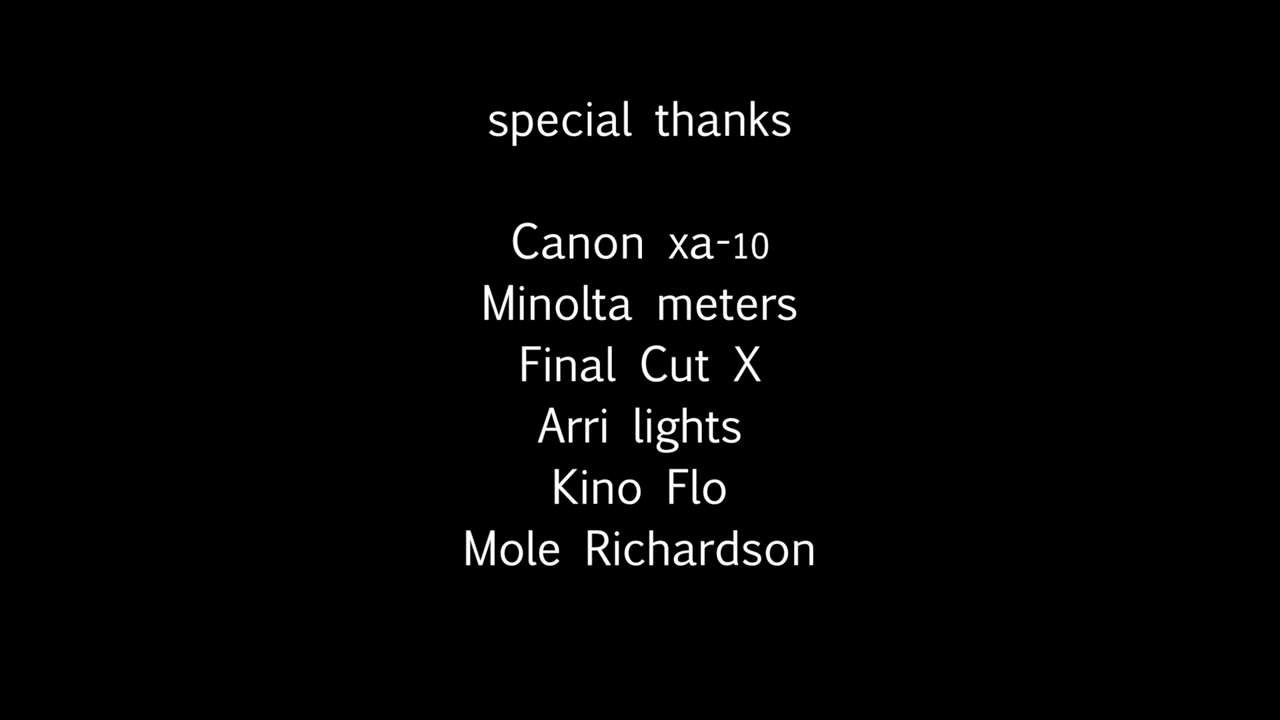 special thanks
Canon xa-10
Minolta meters
Final Cut X
Arri lights
Kino Flo
Mole Richardson